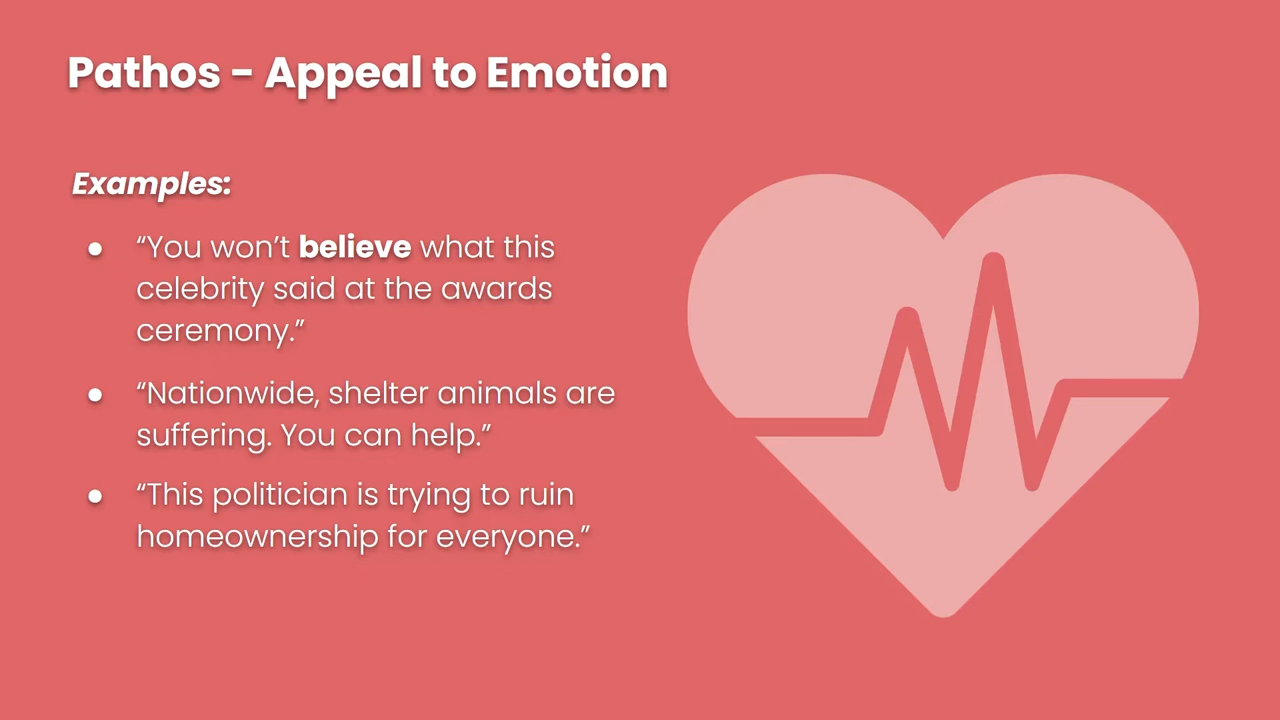 Pathos - Appeal to Emotion
Examples:
● “You won’t believe what this
celebrity said at the awards
ceremony.”
● “Nationwide, shelter animals are
suffering. You can help.”
● “This politician is trying to ruin
homeownership for everyone.”